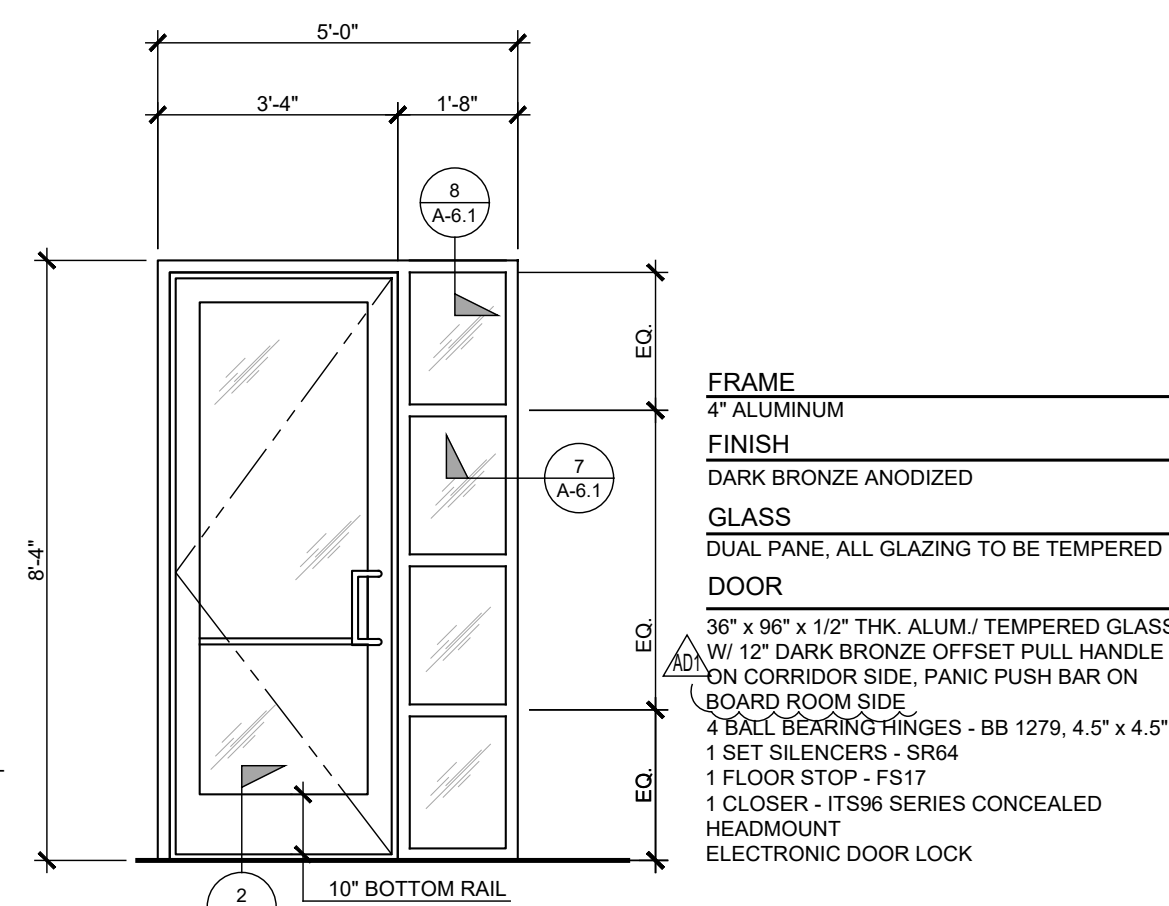 5'-0"
3'-4"
1'-8"
8
A-6.1
EQ.
7
A-6.1
8'-4"
EQ.
EQ.
2
10" BOTTOM RAIL
FRAME
4" ALUMINUM
FINISH
DARK BRONZE ANODIZED
GLASS
DUAL PANE, ALL GLAZING TO BE TEMPERED
DOOR
36" x 96" x 1/2" THK. ALUM./ TEMPERED GLASS
W/ 12" DARK BRONZE OFFSET PULL HANDLE
AD1
ON CORRIDOR SIDE, PANIC PUSH BAR ON
BOARD ROOM SIDE
4 BALL BEARING HINGES - BB 1279, 4.5" x 4.5"
1 SET SILENCERS - SR64
1 FLOOR STOP - FS17
1 CLOSER - ITS96 SERIES CONCEALED
HEADMOUNT
ELECTRONIC DOOR LOCK